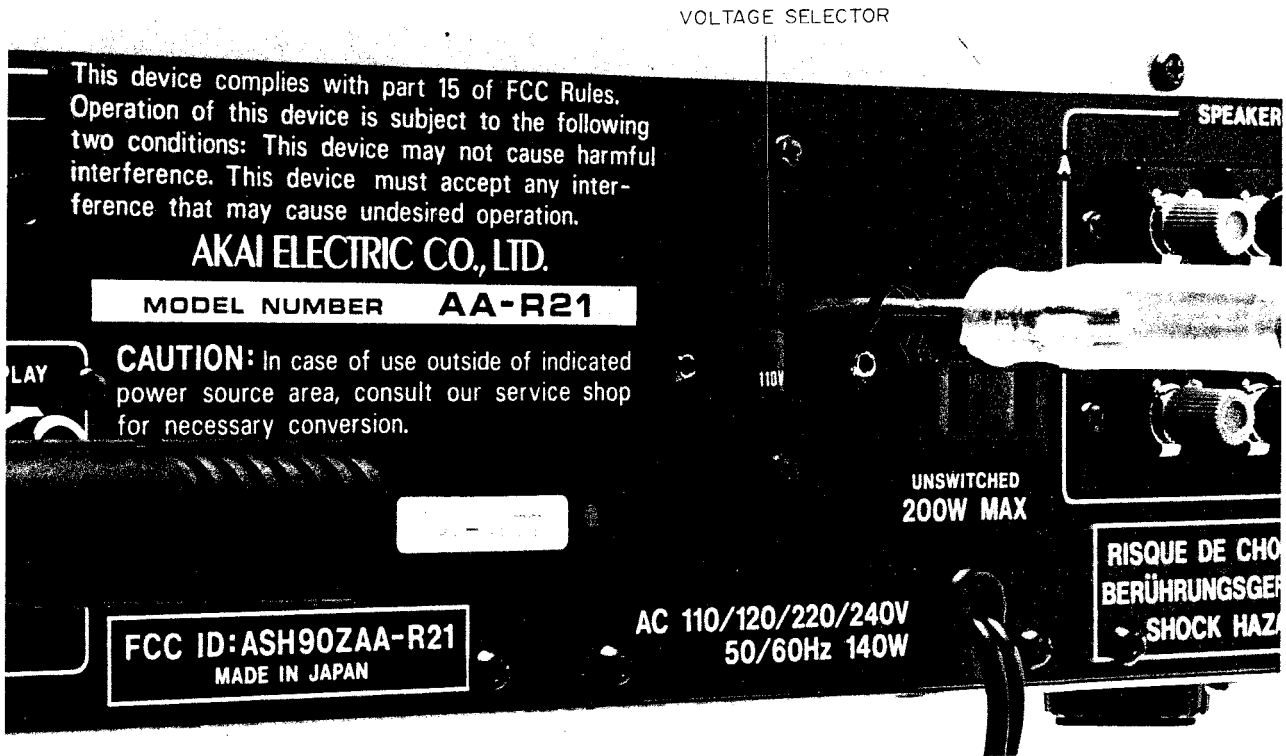 VOLTAGE SELECTOR
This device complies with part 15 of FCC Rules.
Operation of this device is subject to the following
two conditions: This device may not cause harmful
interference. This device must accept any inter-
ference that may cause undesired operation.
AKAI ELECTRIC CO., LTD.
MODEL NUMBER AA-R21
CAUTION: In case of use outside of indicated
power source area, consult our service shop
for necessary conversion.
PLAY
110V
SPEAKER
A
UNSWITCHED
200W MAX
RISQUE DE CHO
BERÜHRUNGSGEF
SHOCK HAZA
FCC ID:ASH90ZAA-R21
MADE IN JAPAN
AC 110/120/220/240V
50/60Hz 140W